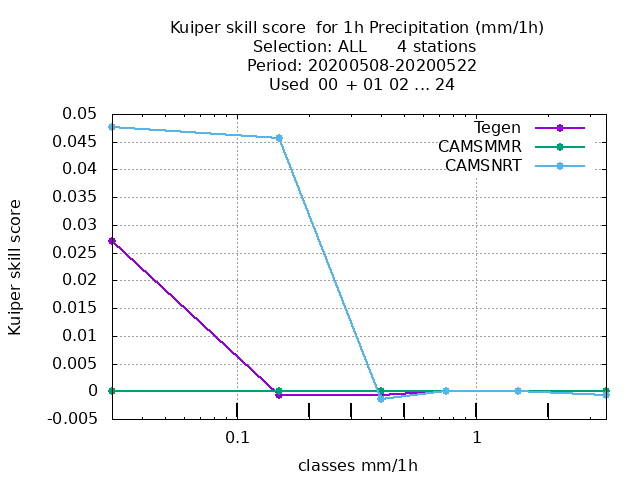 Kuiper skill score  for 1h Precipitation (mm/1h)
Selection: ALL      4 stations
Period: 20200508-20200522
Used  00 + 01 02 ... 24
Tegen
CAMSMMR
CAMSNRT
0.05
0.045
0.04
0.035
0.03
0.025
0.02
0.015
0.01
0.005
0
-0.005
Kuiper skill score
0.1
1
classes mm/1h